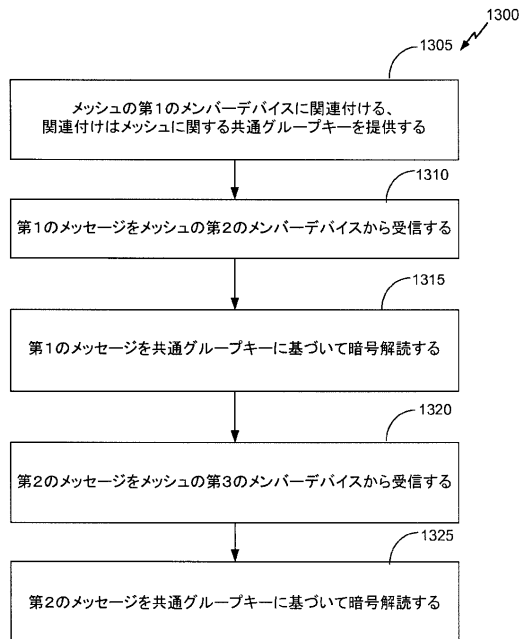 1300
1305
メッシュの第1のメンバーデバイスに関連付ける、
関連付けはメッシュに関する共通グループキーを提供する
1310
第1のメッセージをメッシュの第2のメンバーデバイスから受信する
1315
第1のメッセージを共通グループキーに基づいて暗号解読する
1320
第2のメッセージをメッシュの第3のメンバーデバイスから受信する
1325
第2のメッセージを共通グループキーに基づいて暗号解読する